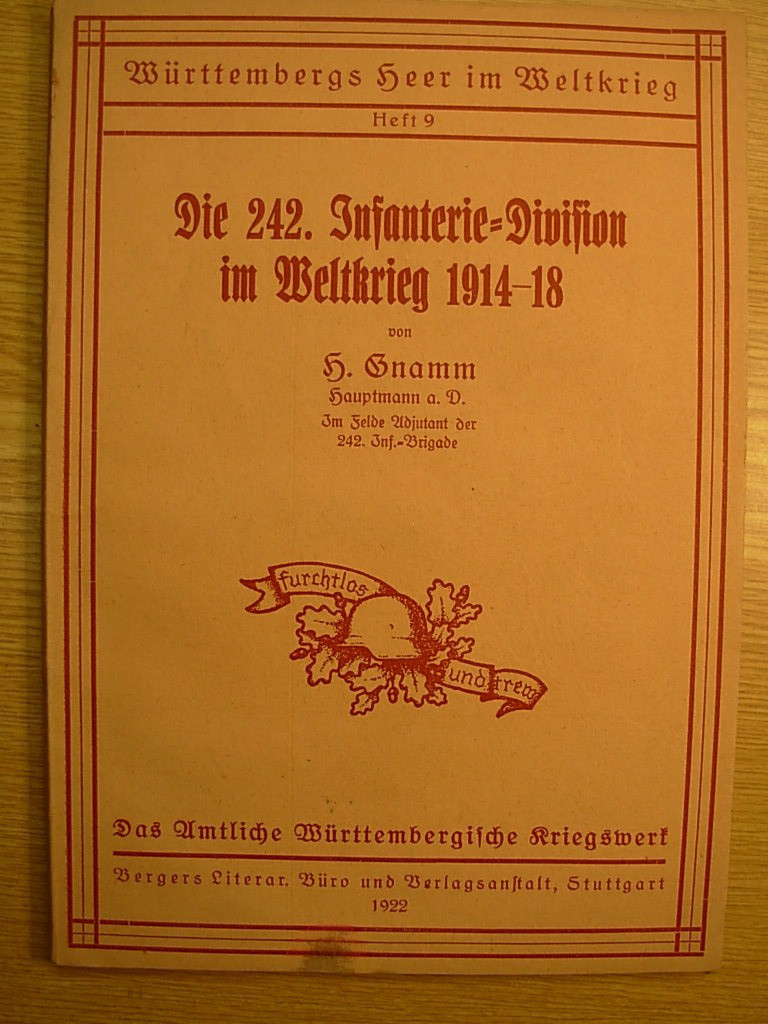 Württembergs Heer im Weltkrieg
Heft 9
Die 242. Infanterie=Division
im Weltkrieg 1914–18
von
H. Gnamm
Hauptmann a. D.
Im Felde Adjutant der
242. Inf.=Brigade
furchtlos
und trew
Das Amtliche Württembergische Kriegswerk
Bergers Literar. Büro und Verlagsanstalt, Stuttgart
1922